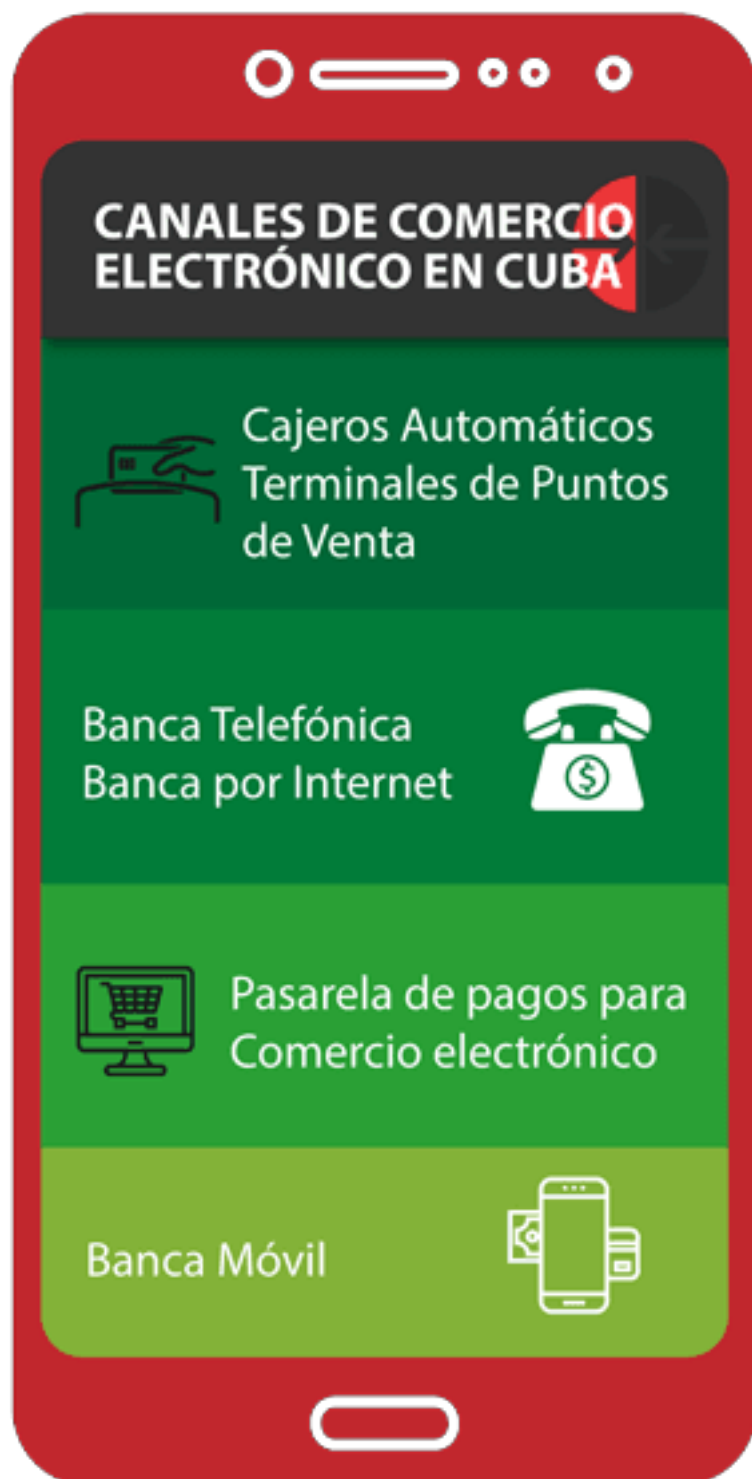 CANALES DE COMERCIO
ELECTRÓNICO EN CUBA
Cajeros Automáticos
Terminales de Puntos
de Venta
Banca Telefónica
Banca por Internet
$
Pasarela de pagos para
Comercio electrónico
Banca Móvil